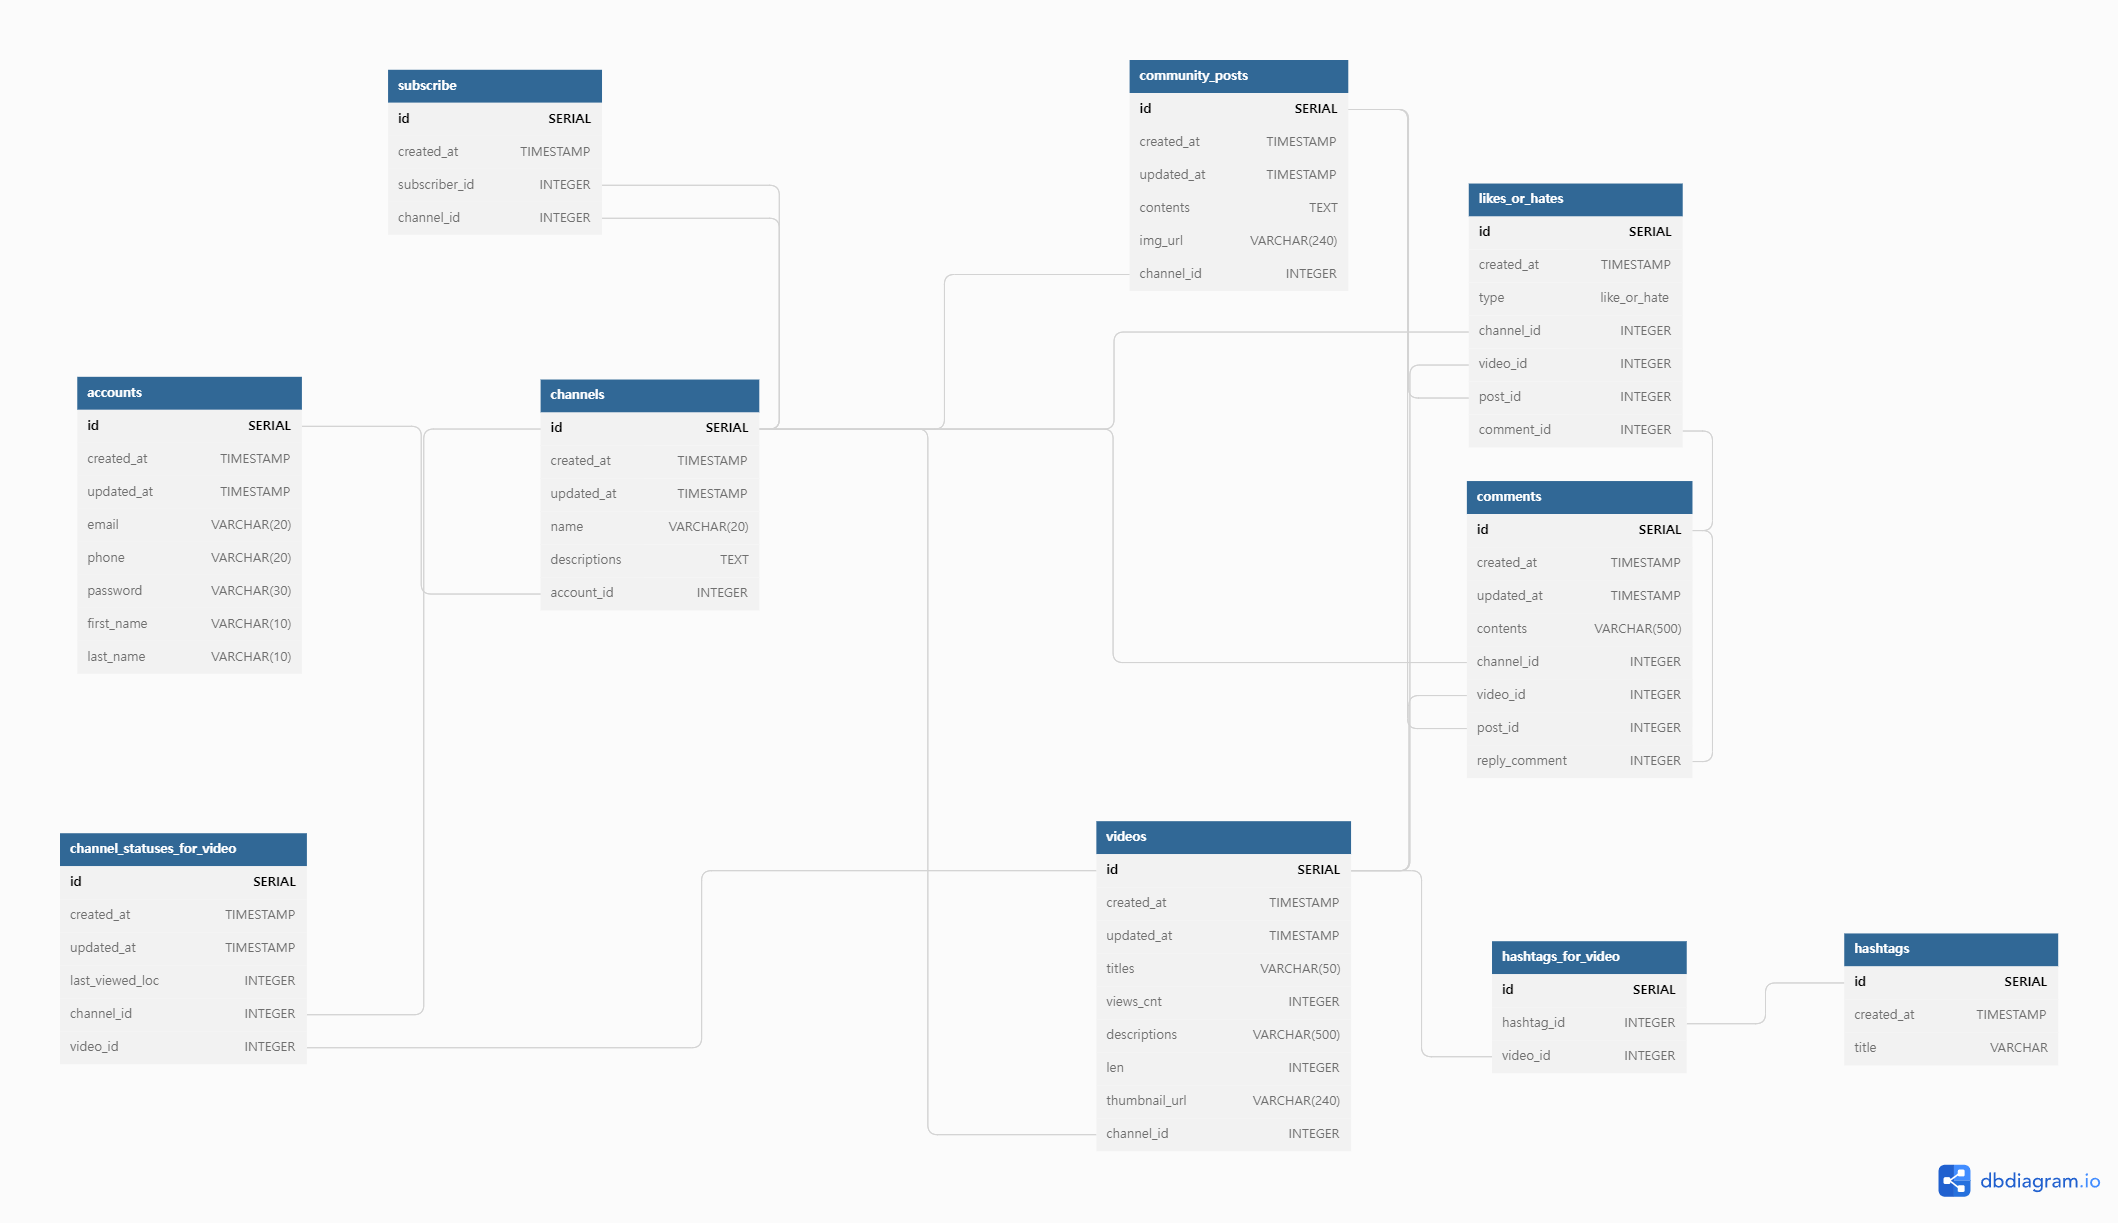 subscribe
id SERIAL
created_at TIMESTAMP
subscriber_id INTEGER
channel_id INTEGER
community_posts
id SERIAL
created_at TIMESTAMP
updated_at TIMESTAMP
contents TEXT
img_url VARCHAR(240)
channel_id INTEGER
likes_or_hates
id SERIAL
created_at TIMESTAMP
type like_or_hate
channel_id INTEGER
video_id INTEGER
post_id INTEGER
comment_id INTEGER
accounts
id SERIAL
created_at TIMESTAMP
updated_at TIMESTAMP
email VARCHAR(20)
phone VARCHAR(20)
password VARCHAR(30)
first_name VARCHAR(10)
last_name VARCHAR(10)
channels
id SERIAL
created_at TIMESTAMP
updated_at TIMESTAMP
name VARCHAR(20)
descriptions TEXT
account_id INTEGER
comments
id SERIAL
created_at TIMESTAMP
updated_at TIMESTAMP
contents VARCHAR(500)
channel_id INTEGER
video_id INTEGER
post_id INTEGER
reply_comment INTEGER
channel_statuses_for_video
id SERIAL
created_at TIMESTAMP
updated_at TIMESTAMP
last_viewed_loc INTEGER
channel_id INTEGER
video_id INTEGER
videos
id SERIAL
created_at TIMESTAMP
updated_at TIMESTAMP
titles VARCHAR(50)
views_cnt INTEGER
descriptions VARCHAR(500)
len INTEGER
thumbnail_url VARCHAR(240)
channel_id INTEGER
hashtags_for_video
id SERIAL
hashtag_id INTEGER
video_id INTEGER
hashtags
id SERIAL
created_at TIMESTAMP
title VARCHAR
dbdiagram.io